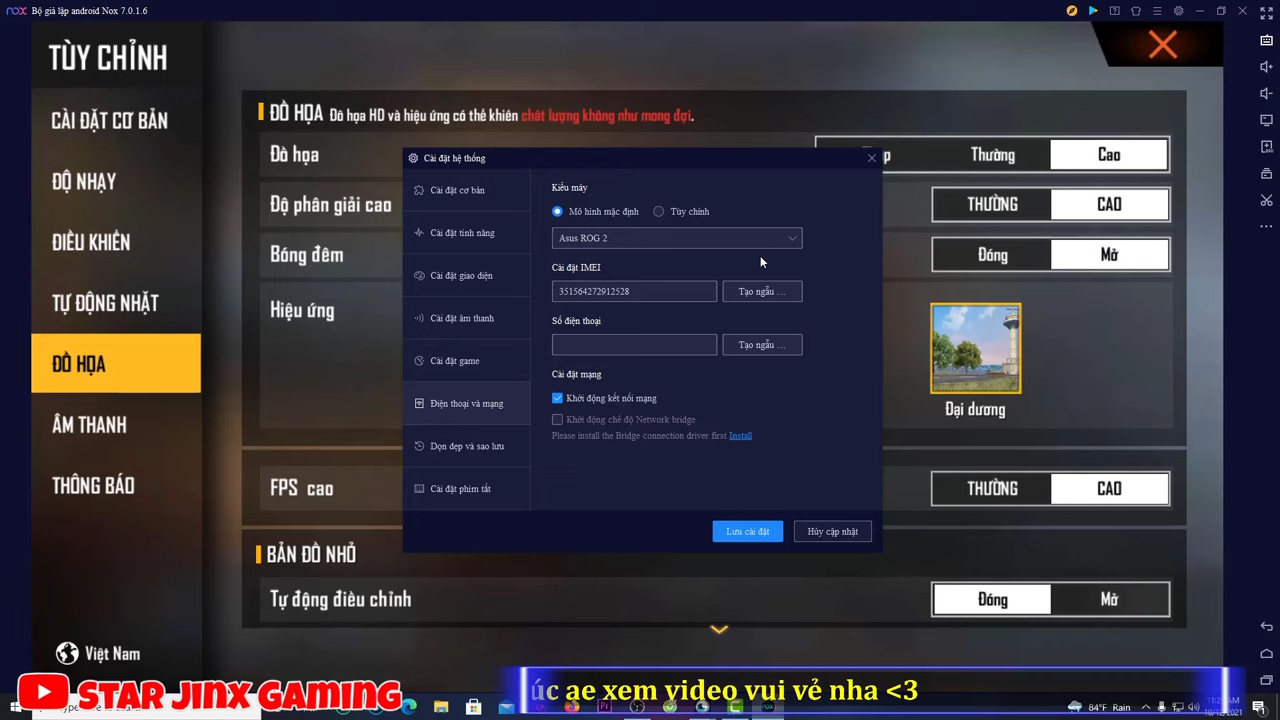 nox Bộ giả lập android Nox 7.0.1.6
TÙY CHỈNH
CÀI ĐẶT CƠ BẢN
ĐỘ NHẠY
ĐIỀU KHIỂN
TỰ ĐỘNG NHẶT
ĐỒ HỌA
ÂM THANH
THÔNG BÁO
Việt Nam
ĐỒ HỌA Đồ họa HD và hiệu ứng có thể khiến chất lượng không như mong đợi.
Đồ họa Thường Cao
Độ phân giải cao THƯỜNG CAO
Bóng đêm Đóng Mở
Hiệu ứng
Đại dương
FPS cao THƯỜNG CAO
BẢN ĐỒ NHỎ
Tự động điều chỉnh Đóng Mở
Cài đặt hệ thống
Cài đặt cơ bản
Cài đặt tính năng
Cài đặt giao diện
Cài đặt âm thanh
Cài đặt game
Điện thoại và mạng
Dọn dẹp và sao lưu
Cài đặt phím tắt
Kiểu máy
Mô hình mặc định Tùy chỉnh
Asus ROG 2
Cài đặt IMEI
351564272912528 Tạo ngẫu ...
Số điện thoại
Tạo ngẫu ...
Cài đặt mạng
Khởi động kết nối mạng
Khởi động chế độ Network bridge
Please install the Bridge connection driver first Install
Lưu cài đặt Hủy cập nhật
STAR JINX GAMING
úc ae xem video vui vẻ nha <3
84°F Rain